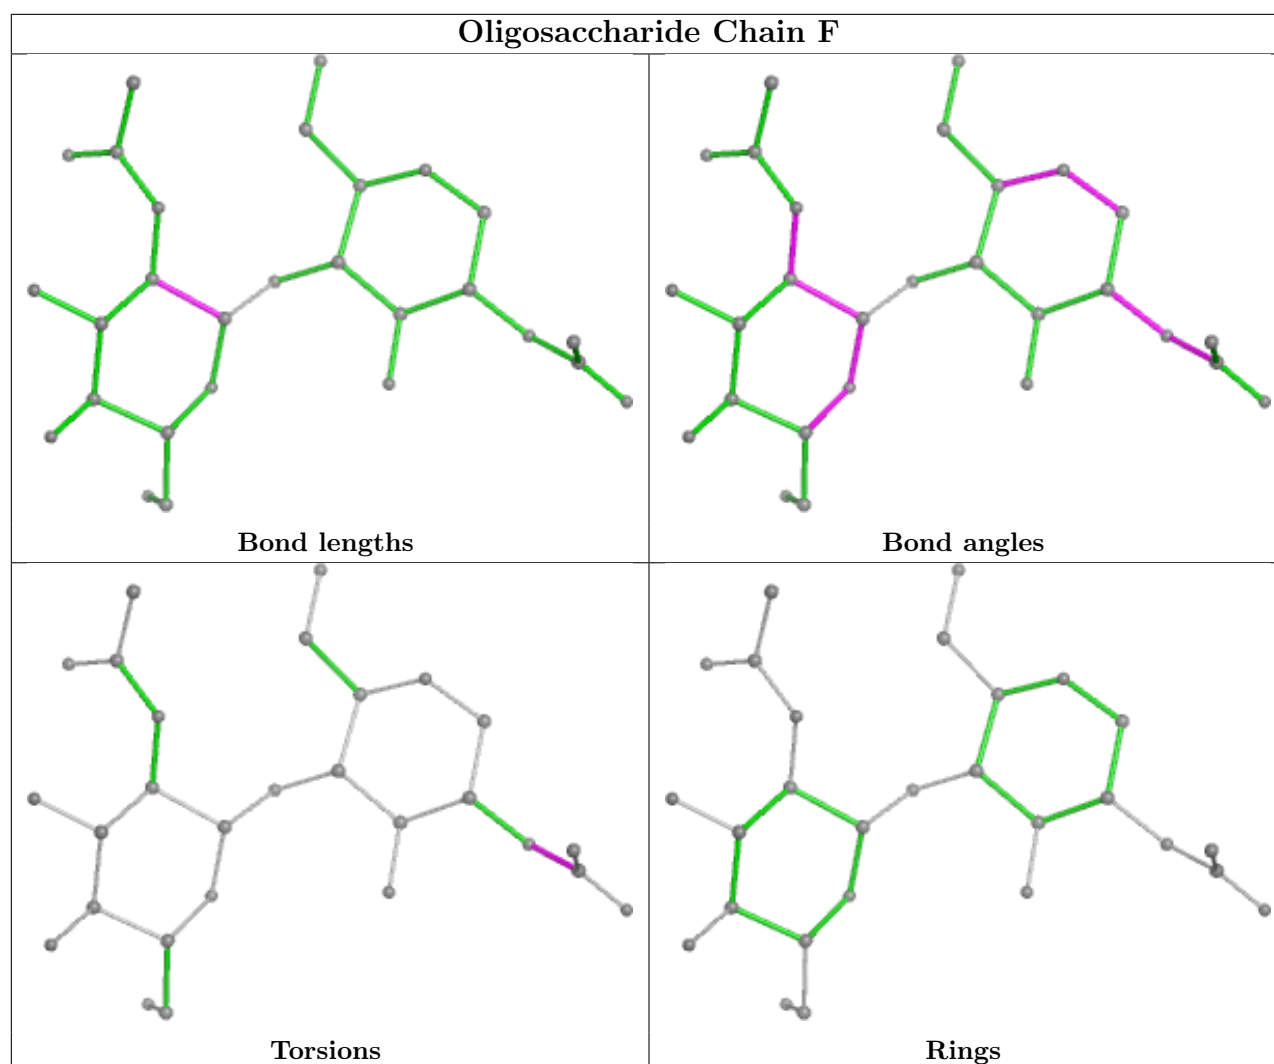 Oligosaccharide Chain F
Bond lengths
Bond angles
Torsions
Rings